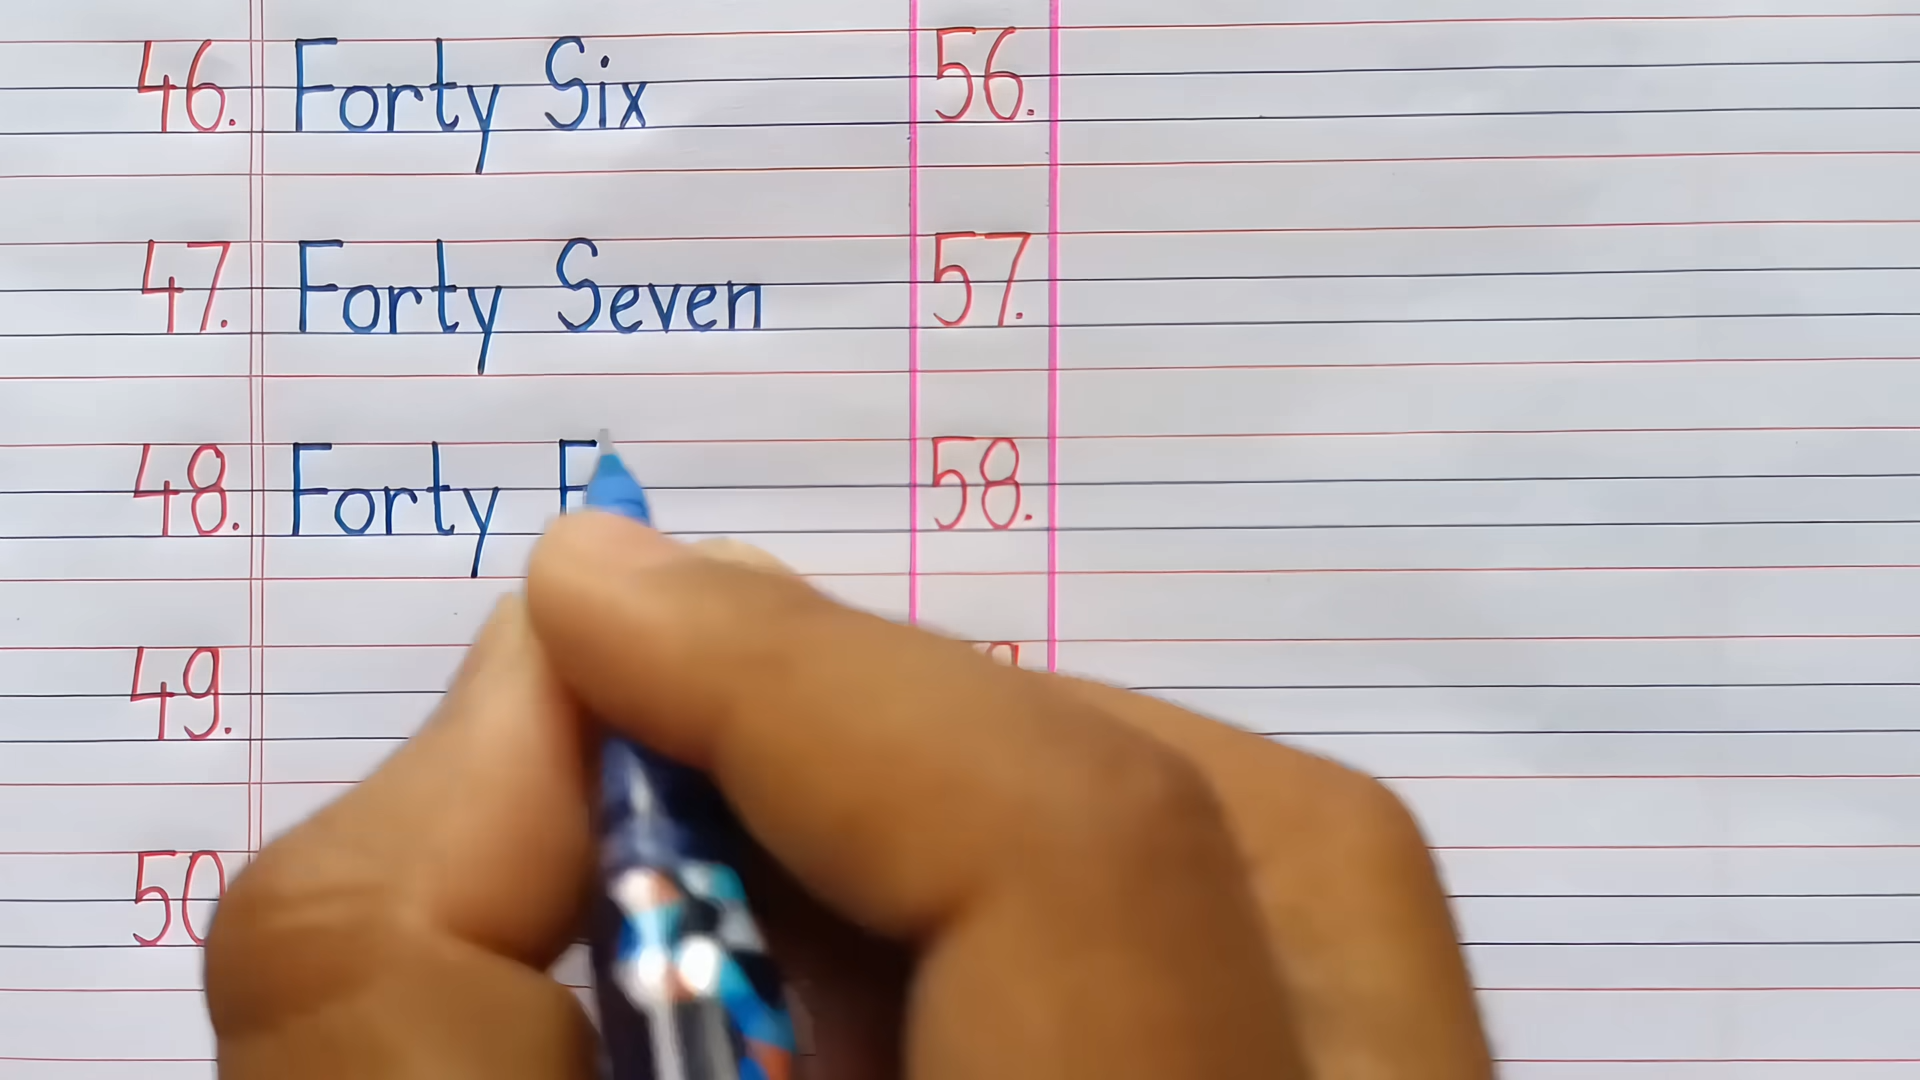 46. Forty Six 56.
47. Forty Seven 57.
48. Forty 58.
49.
50